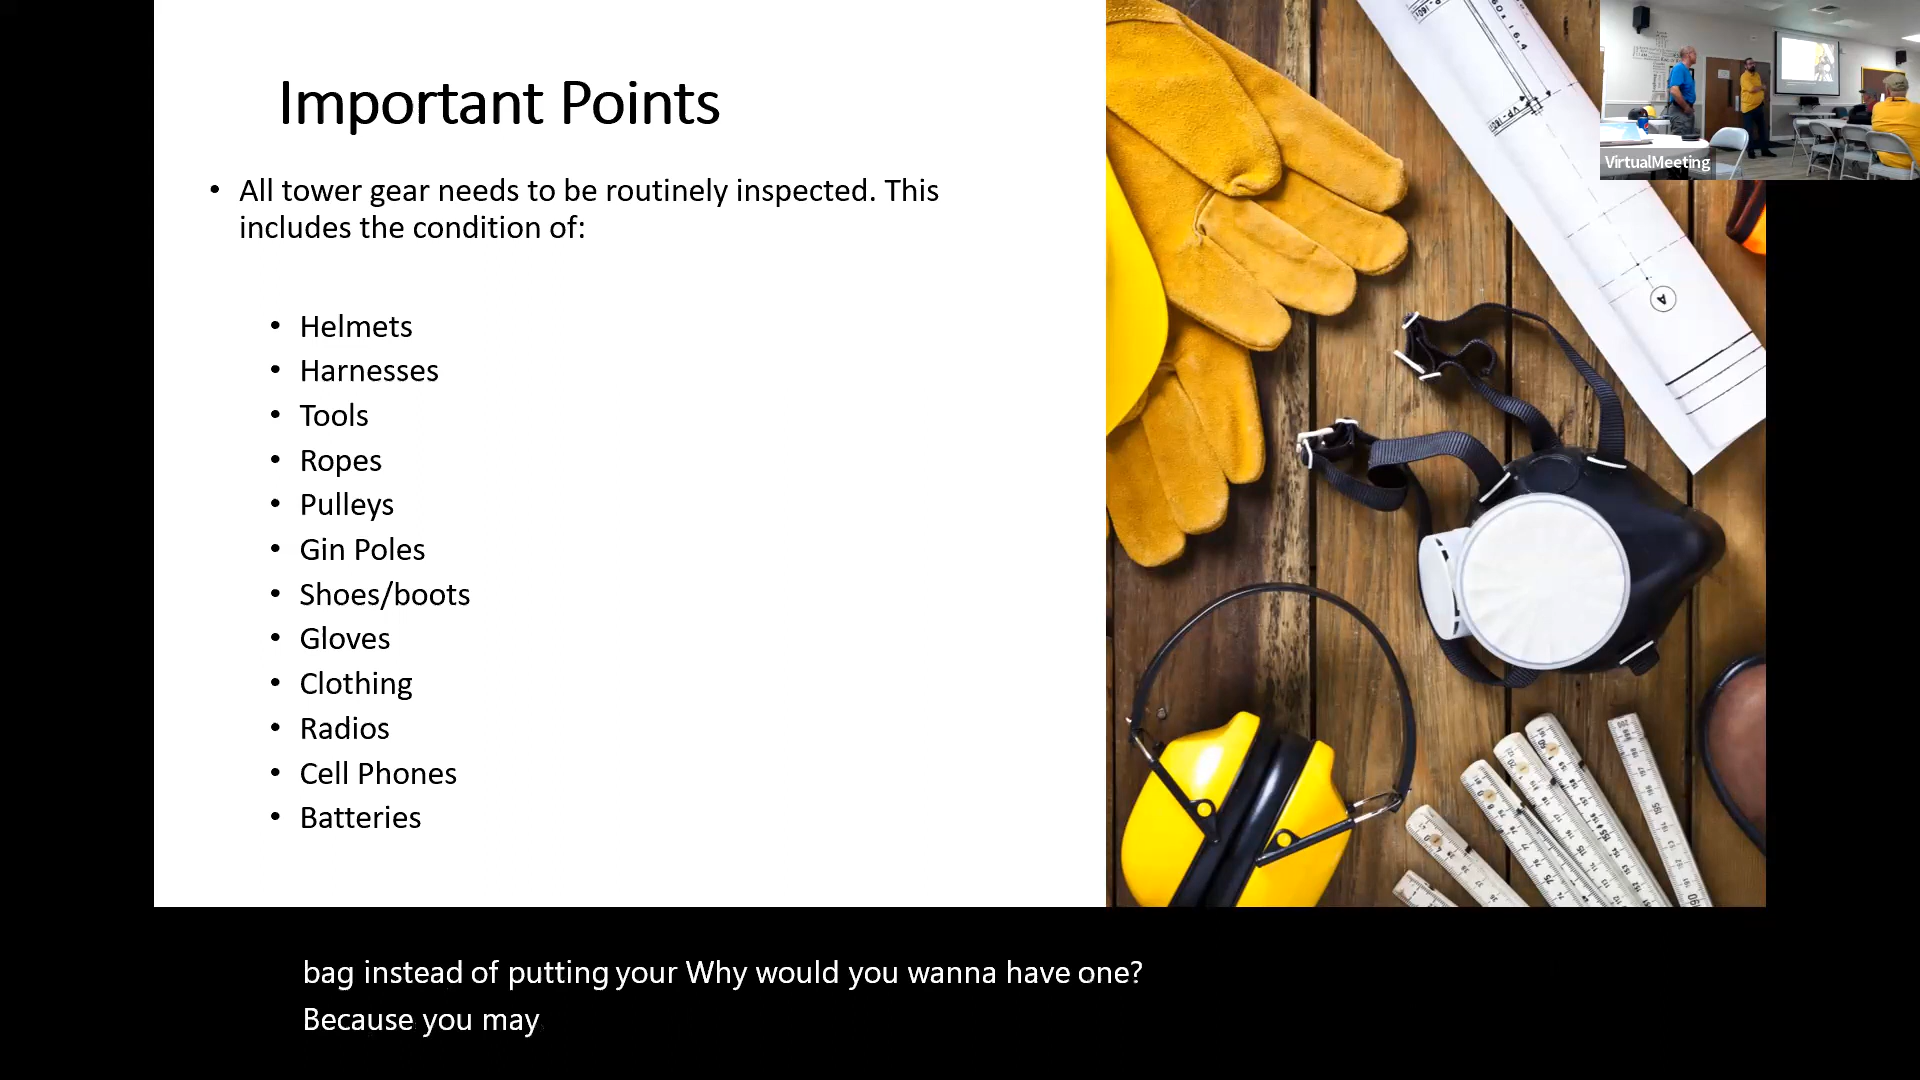 Important Points
• All tower gear needs to be routinely inspected. This
includes the condition of:
• Helmets
• Harnesses
• Tools
• Ropes
• Pulleys
• Gin Poles
• Shoes/boots
• Gloves
• Clothing
• Radios
• Cell Phones
• Batteries
VirtualMeeting
A
bag instead of putting your Why would you wanna have one?
Because you may